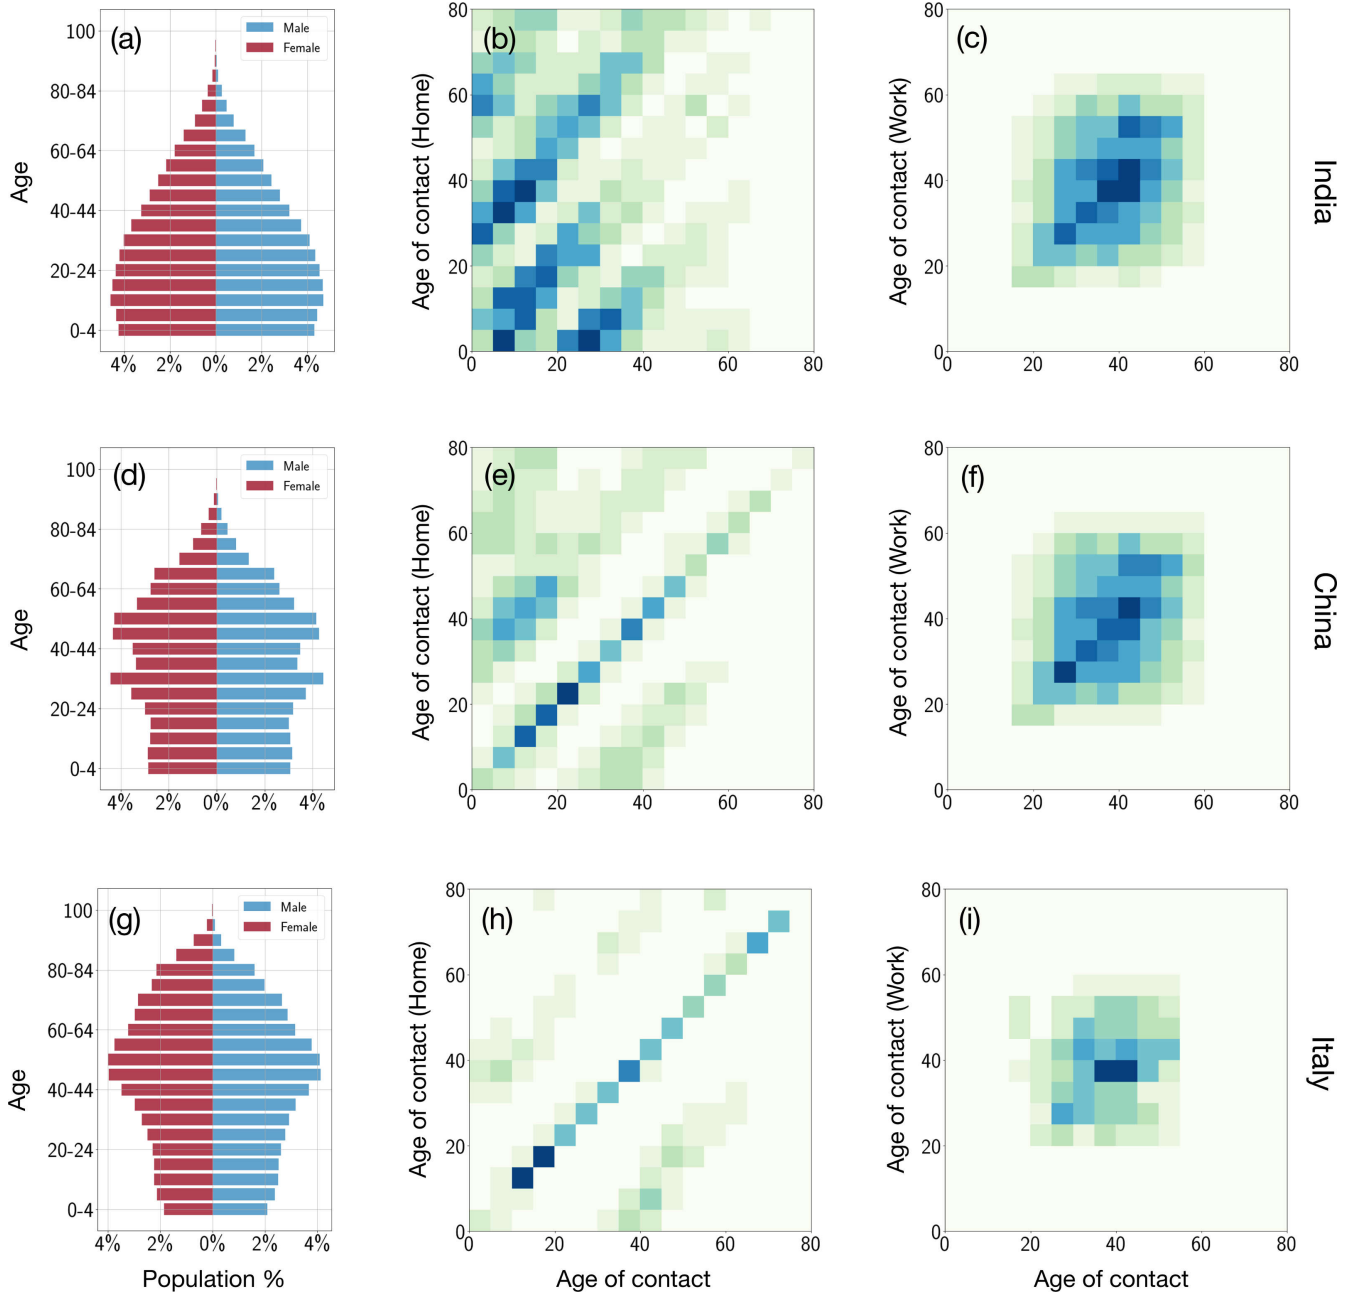 (a)
Male
Female
100
80-84
60-64
40-44
20-24
0-4
Age
4% 2% 0% 2% 4%
(b)
80
60
40
20
0
Age of contact (Home)
0 20 40 60 80
(c)
80
60
40
20
0
Age of contact (Work)
0 20 40 60 80
India
(d)
Male
Female
100
80-84
60-64
40-44
20-24
0-4
Age
4% 2% 0% 2% 4%
(e)
80
60
40
20
0
Age of contact (Home)
0 20 40 60 80
(f)
80
60
40
20
0
Age of contact (Work)
0 20 40 60 80
China
(g)
Male
Female
100
80-84
60-64
40-44
20-24
0-4
Age
4% 2% 0% 2% 4%
Population %
(h)
80
60
40
20
0
Age of contact (Home)
0 20 40 60 80
Age of contact
(i)
80
60
40
20
0
Age of contact (Work)
0 20 40 60 80
Age of contact
Italy